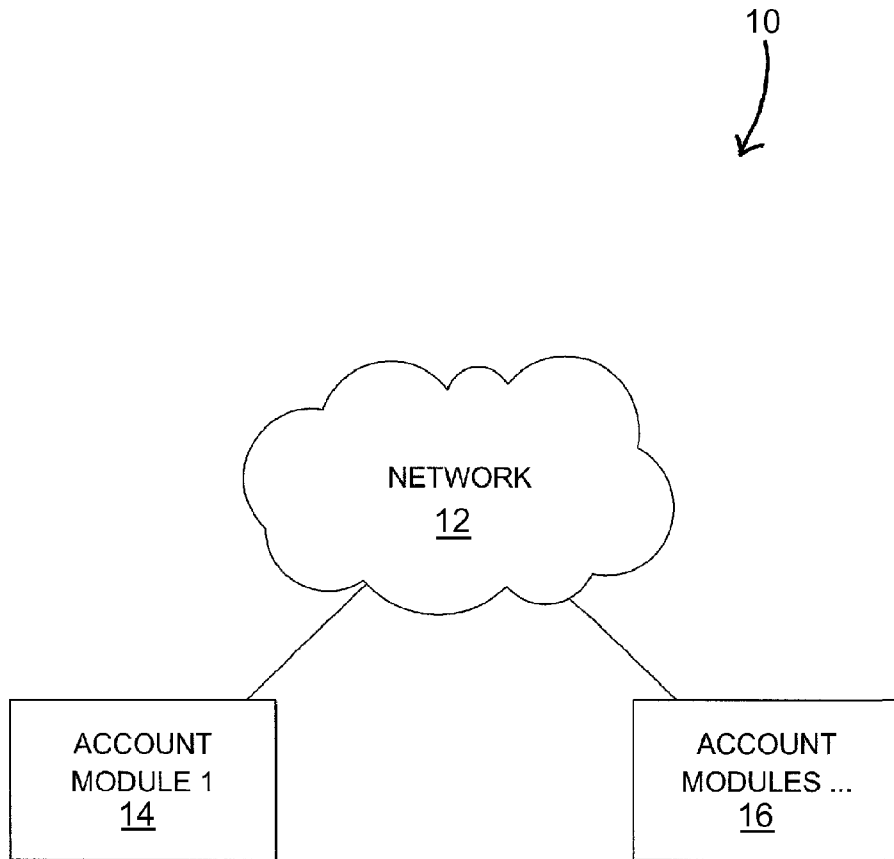 10
NETWORK
12
ACCOUNT
MODULE 1
14
ACCOUNT
MODULES ...
16